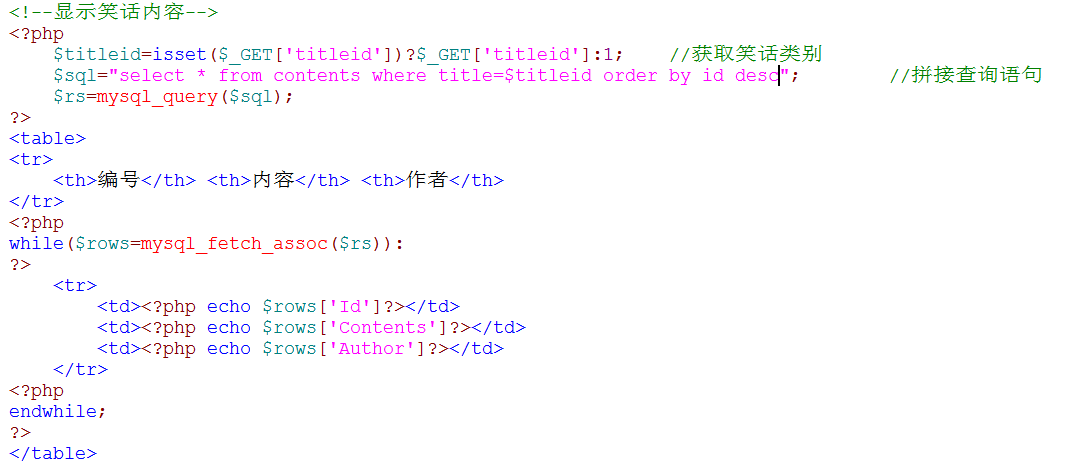 <!--显示笑话内容-->
<?php
    $titleid=isset($_GET['titleid'])?$_GET['titleid']:1;    //获取笑话类别
    $sql="select * from contents where title=$titleid order by id desc";        //拼接查询语句
    $rs=mysql_query($sql);
?>
<table>
<tr>
    <th>编号</th> <th>内容</th> <th>作者</th>
</tr>
<?php
while($rows=mysql_fetch_assoc($rs)):
?>
    <tr>
        <td><?php echo $rows['Id']?></td>
        <td><?php echo $rows['Contents']?></td>
        <td><?php echo $rows['Author']?></td>
    </tr>
<?php
endwhile;
?>
</table>